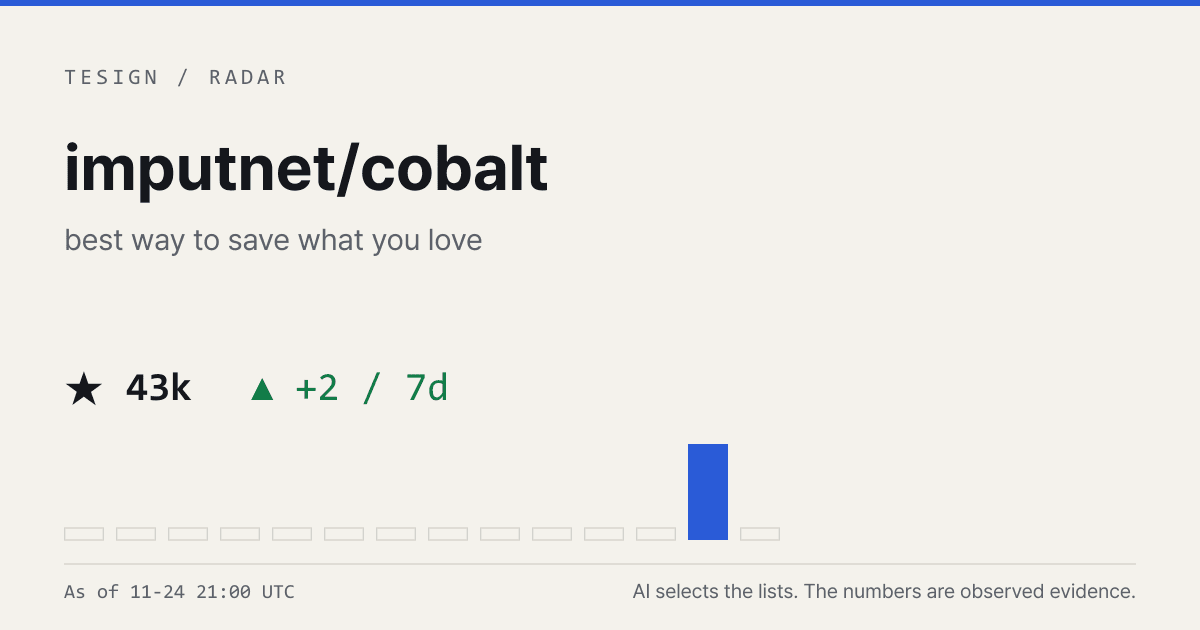 TESIGN / RADAR
imputnet/cobalt
best way to save what you love
★ 43k ▲ +2 / 7d
As of 11-24 21:00 UTC
AI selects the lists. The numbers are observed evidence.